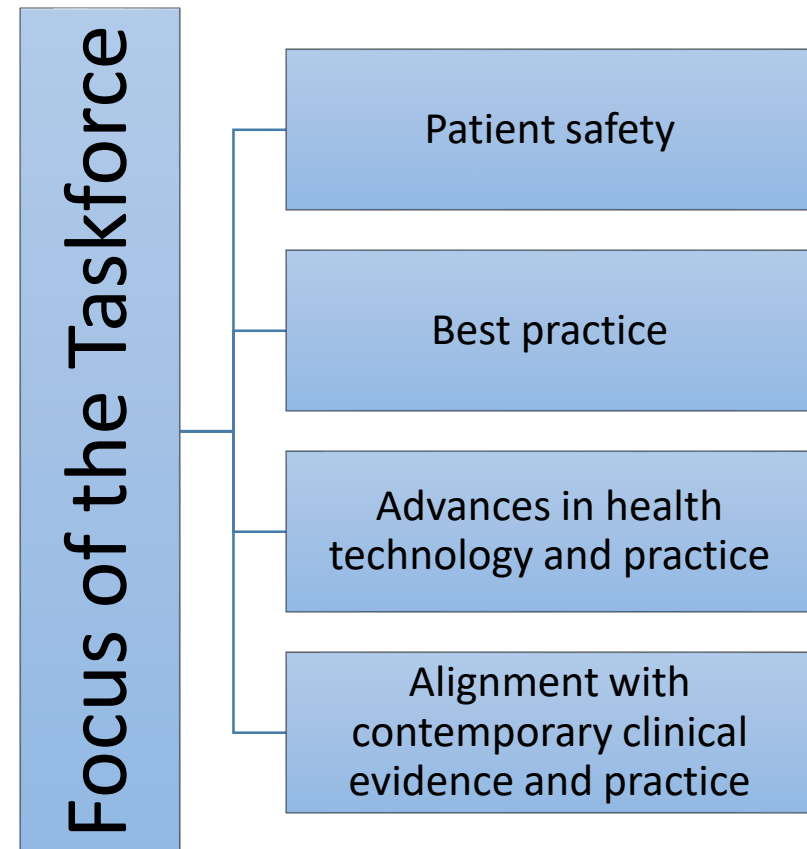 Focus of the Taskforce
Patient safety
Best practice
Advances in health
technology and practice
Alignment with
contemporary clinical
evidence and practice